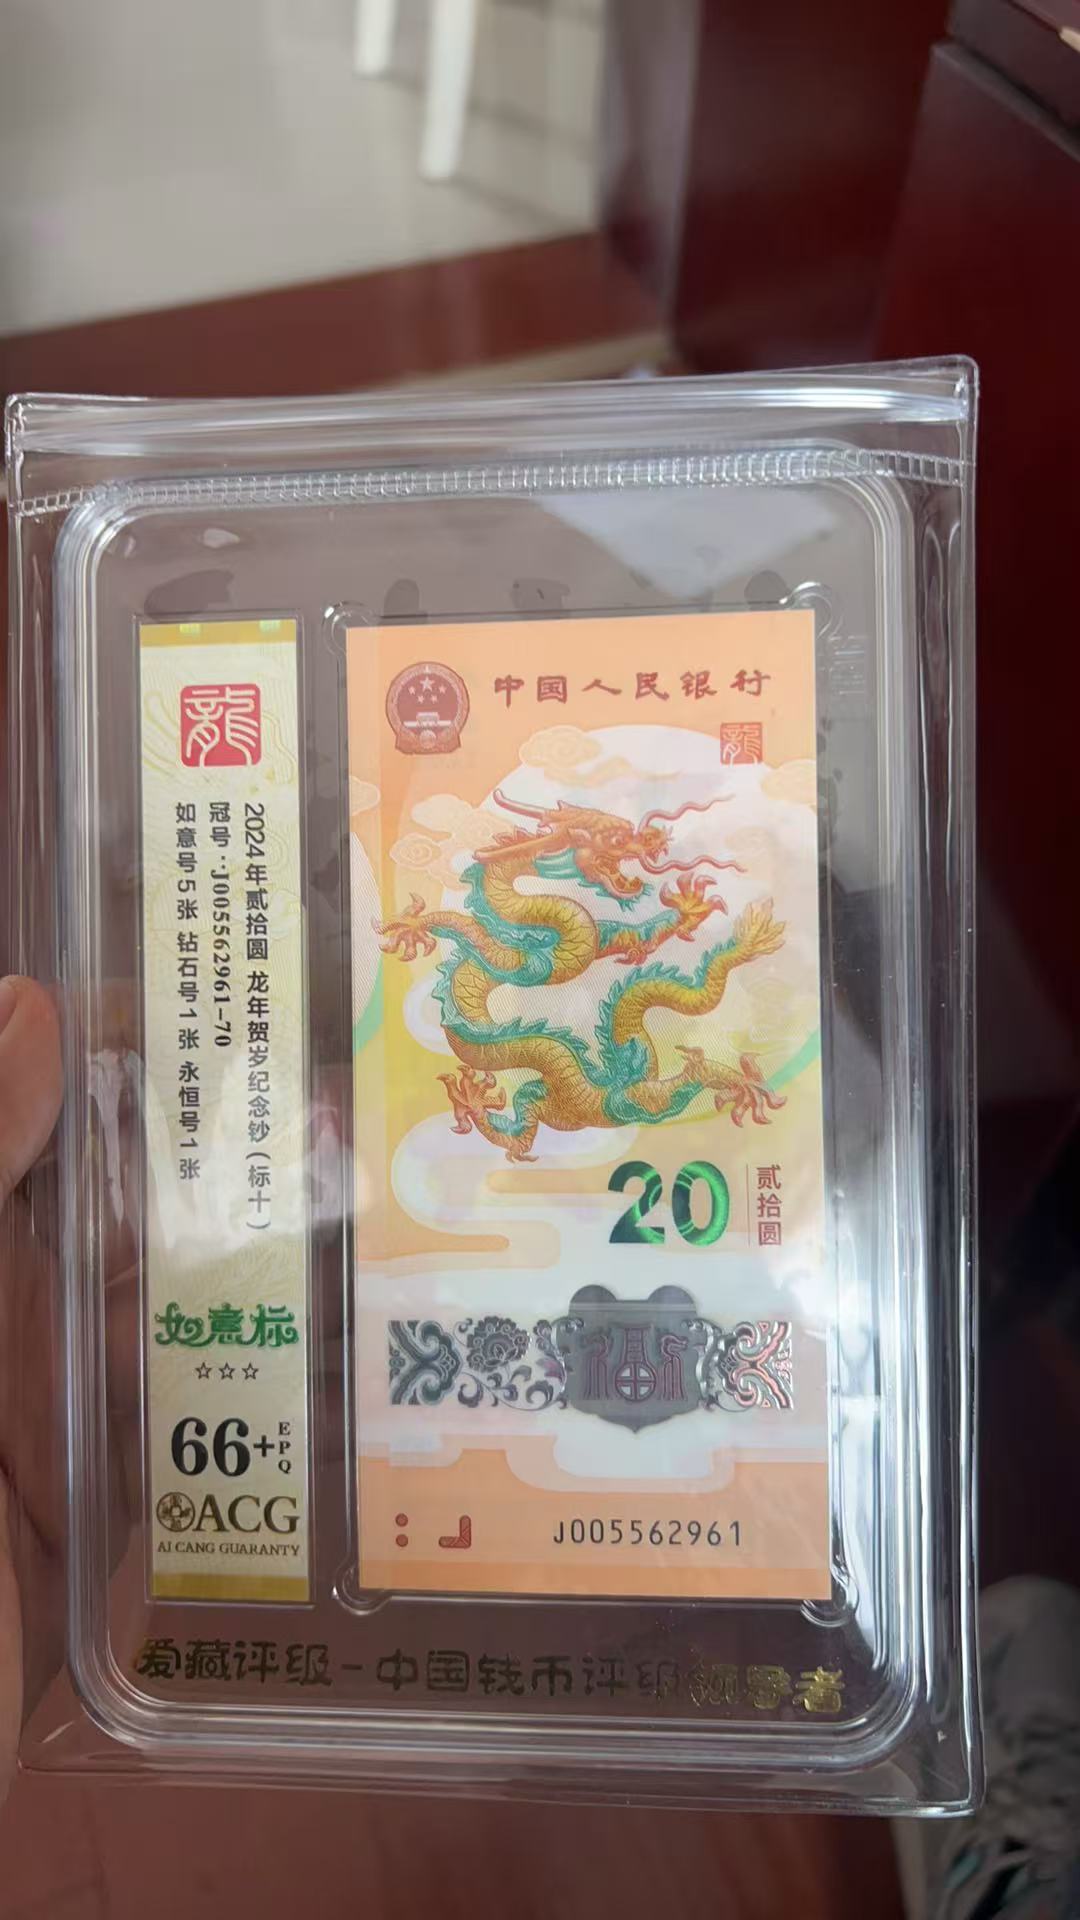 龍
2024年贰拾圆 龙年贺岁纪念钞(标十)
冠号:J005562961-70
如意号5张 钻石号1张 永恒号1张
如意标
☆☆☆
66+
EPQ
ACG
AI CANG GUARANTY
中国人民银行
龍
20
贰拾圆
福
J005562961
爱藏评级-中国钱币评级领导者